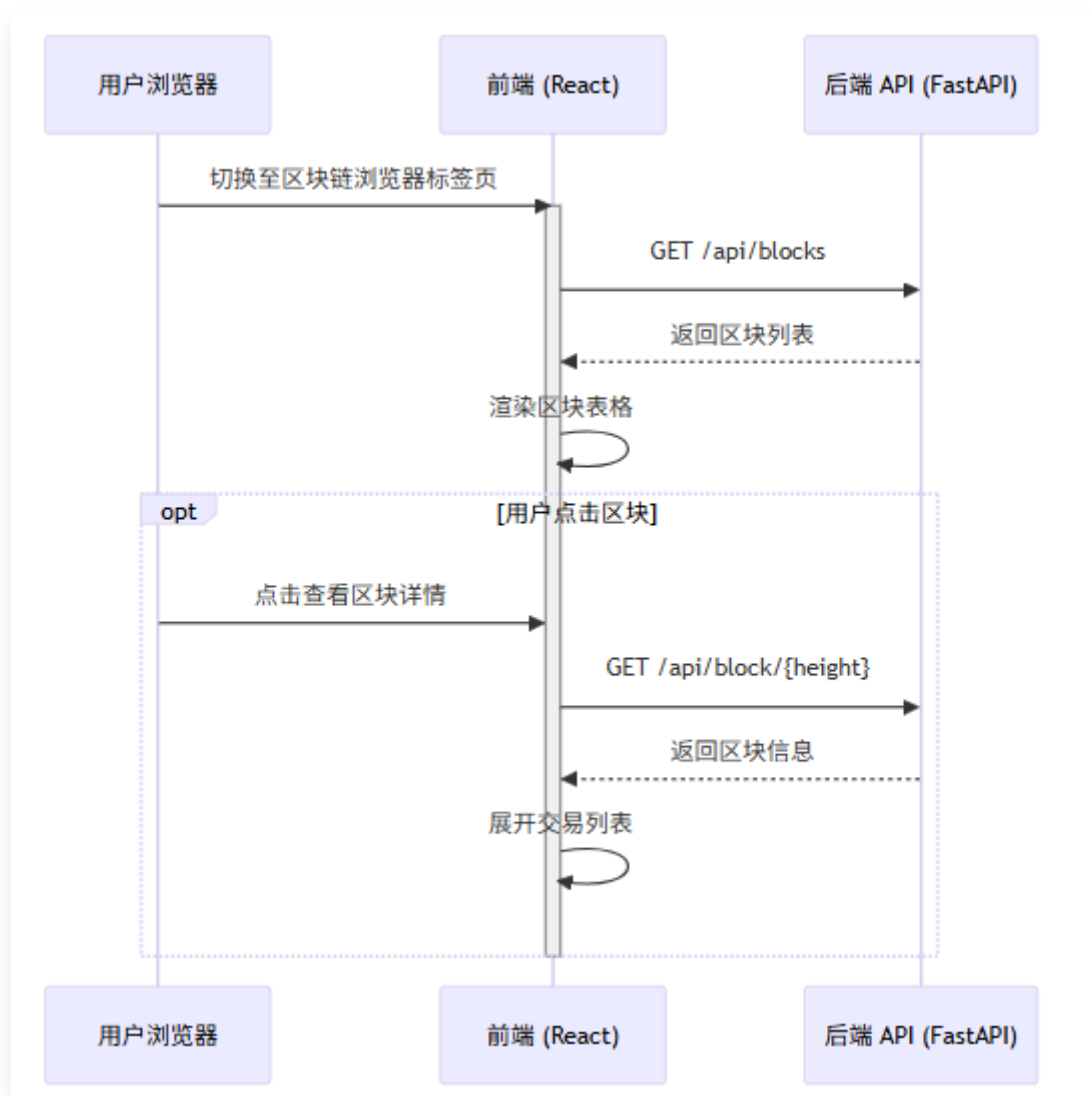 用户浏览器
前端 (React)
后端 API (FastAPI)
切换至区块链浏览器标签页
GET /api/blocks
返回区块列表
渲染区块表格
opt
[用户点击区块]
点击查看区块详情
GET /api/block/{height}
返回区块信息
展开交易列表
用户浏览器
前端 (React)
后端 API (FastAPI)